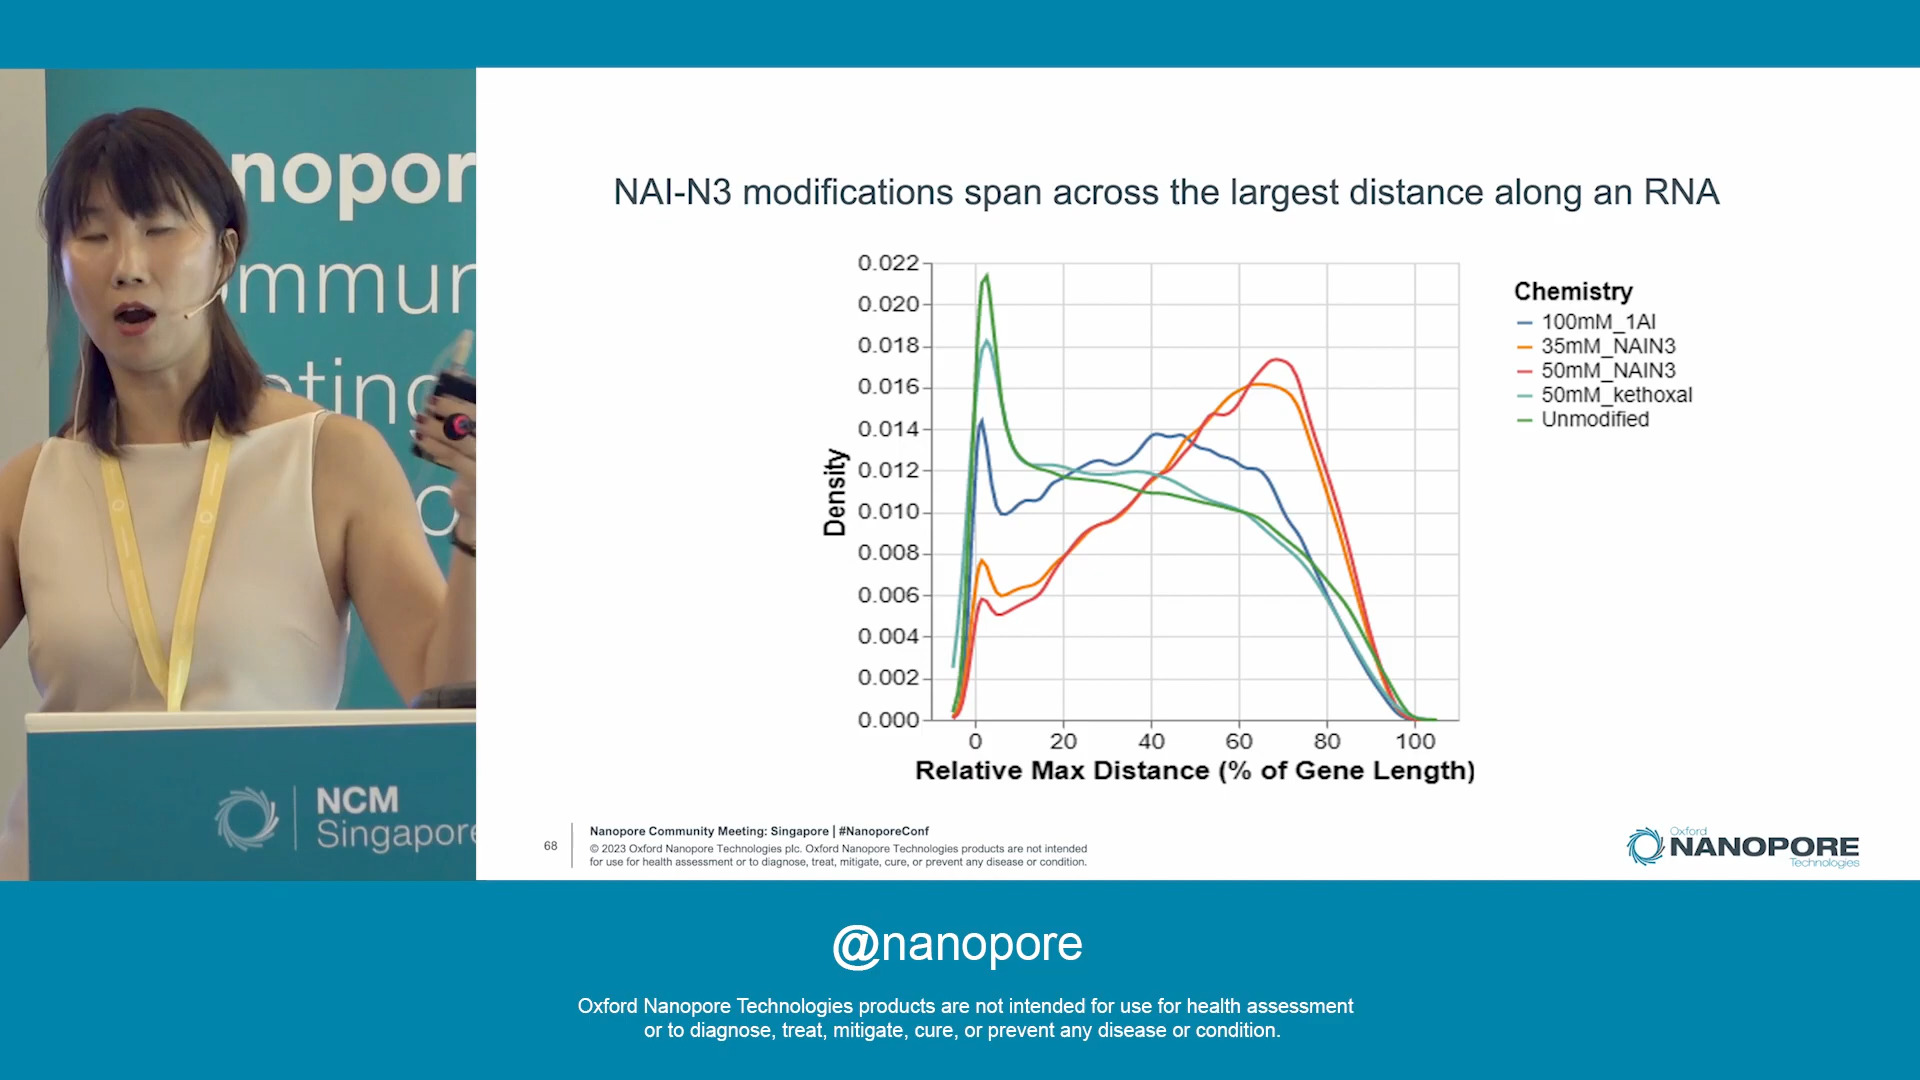 nopor
mmur
eting
NCM
Singapore
NAI-N3 modifications span across the largest distance along an RNA
0.022
0.020
0.018
0.016
0.014
0.012
0.010
0.008
0.006
0.004
0.002
0.000
Density
0 20 40 60 80 100
Relative Max Distance (% of Gene Length)
Chemistry
100mM_1AI
35mM_NAIN3
50mM_NAIN3
50mM_kethoxal
Unmodified
68
Nanopore Community Meeting: Singapore | #NanoporeConf
© 2023 Oxford Nanopore Technologies plc. Oxford Nanopore Technologies products are not intended
for use for health assessment or to diagnose, treat, mitigate, cure, or prevent any disease or condition.
Oxford
NANOPORE
Technologies
@nanopore
Oxford Nanopore Technologies products are not intended for use for health assessment
or to diagnose, treat, mitigate, cure, or prevent any disease or condition.